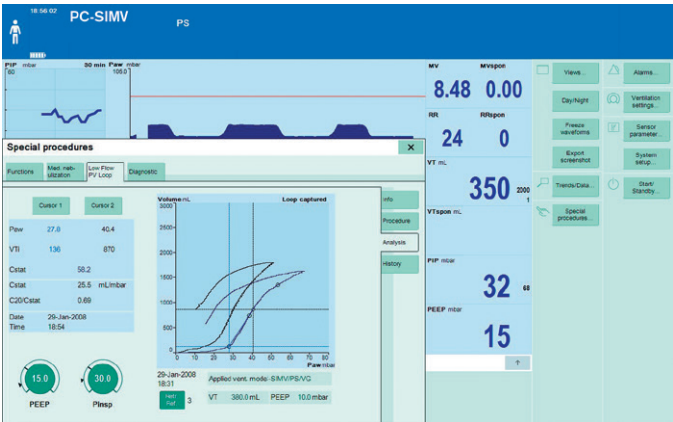 18:56:02
PC-SIMV
PS
PIP mbar
30 min
Paw mbar
60
105.0
MV
MVspon
8.48
0.00
RR
RRspon
24
0
VT mL
350
2000
1
VTspon mL
PIP mbar
32
68
PEEP mbar
15
Views...
Day/Night
Freeze waveforms
Export screenshot
Trends/Data...
Special procedures...
Alarms...
Ventilation settings...
Sensor parameter...
System setup...
Start/ Standby...
Special procedures
×
Functions
Med. neb-
ulization
Low Flow
PV Loop
Diagnostic
Cursor 1
Cursor 2
Paw
27.8
40.4
VTi
136
870
Cstat
58.2
Cstat
25.5
mL/mbar
C20/Cstat
0.69
Date
29-Jan-2008
Time
18:54
15.0
PEEP
30.0
Pinsp
Volume mL
Loop captured
3000
2500
2000
1500
1000
500
0
0 10 20 30 40 50 60 70 80
Paw mbar
Info
Procedure
Analysis
History
29-Jan-2008
18:31
Applied vent. mode SIMV/PS/VG
3
VT 380.0 mL PEEP 10.0 mbar